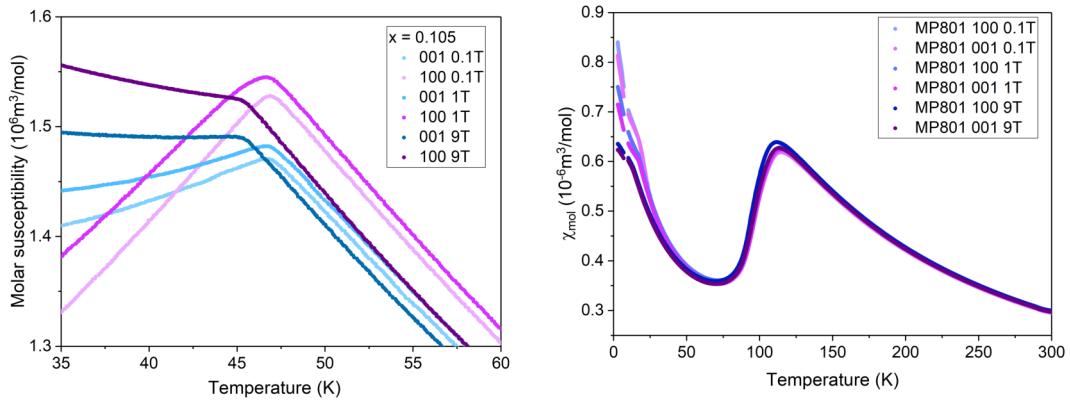 1.6
1.5
1.4
1.3
Molar susceptibility (10⁶m³/mol)
x = 0.105
001 0.1T
100 0.1T
001 1T
100 1T
001 9T
100 9T
35 40 45 50 55 60
Temperature (K)
0.9
0.8
0.7
0.6
0.5
0.4
0.3
χmol (10⁻⁶m³/mol)
MP801 100 0.1T
MP801 001 0.1T
MP801 100 1T
MP801 001 1T
MP801 100 9T
MP801 001 9T
0 50 100 150 200 250 300
Temperature (K)